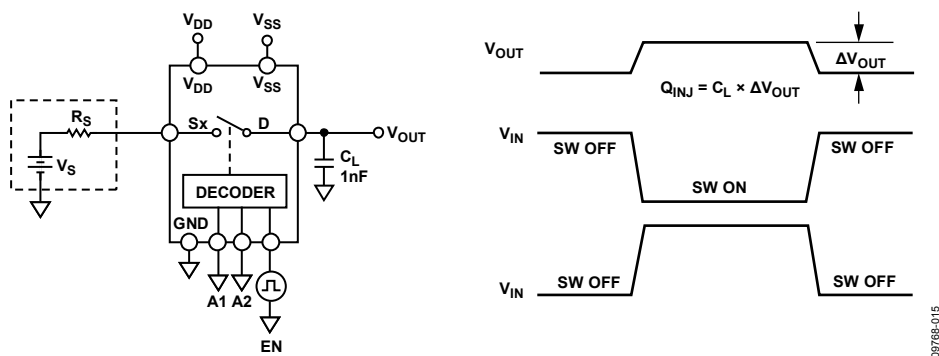 VDD
VSS
VDD
VSS
RS
VS
Sx
D
VOUT
CL
1nF
DECODER
GND
A1 A2
EN
VOUT
ΔVOUT
QINJ = CL × ΔVOUT
VIN
SW OFF
SW OFF
SW ON
VIN
SW OFF
SW OFF
09768-015